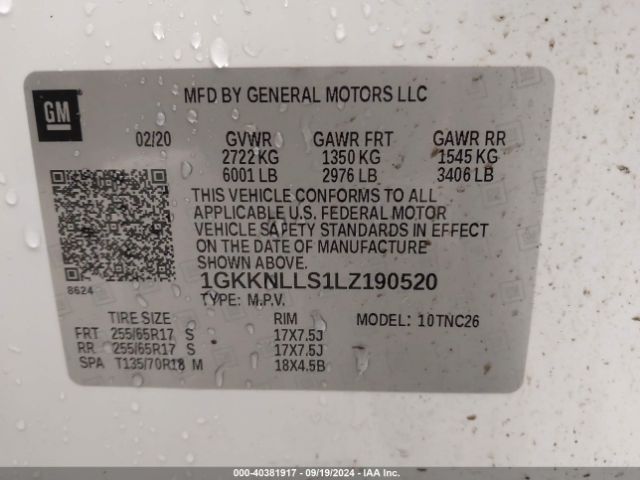 GM
MFD BY GENERAL MOTORS LLC
02/20 GVWR GAWR FRT GAWR RR
2722 KG 1350 KG 1545 KG
6001 LB 2976 LB 3406 LB
THIS VEHICLE CONFORMS TO ALL
APPLICABLE U.S. FEDERAL MOTOR
VEHICLE SAFETY STANDARDS IN EFFECT
ON THE DATE OF MANUFACTURE
SHOWN ABOVE.
8624
1GKKNLLS1LZ190520
TYPE: M.P.V.
TIRE SIZE RIM MODEL: 10TNC26
FRT 255/65R17 S 17X7.5J
RR 255/65R17 S 17X7.5J
SPA T135/70R18 M 18X4.5B
000-40381917 - 09/19/2024 - IAA Inc.